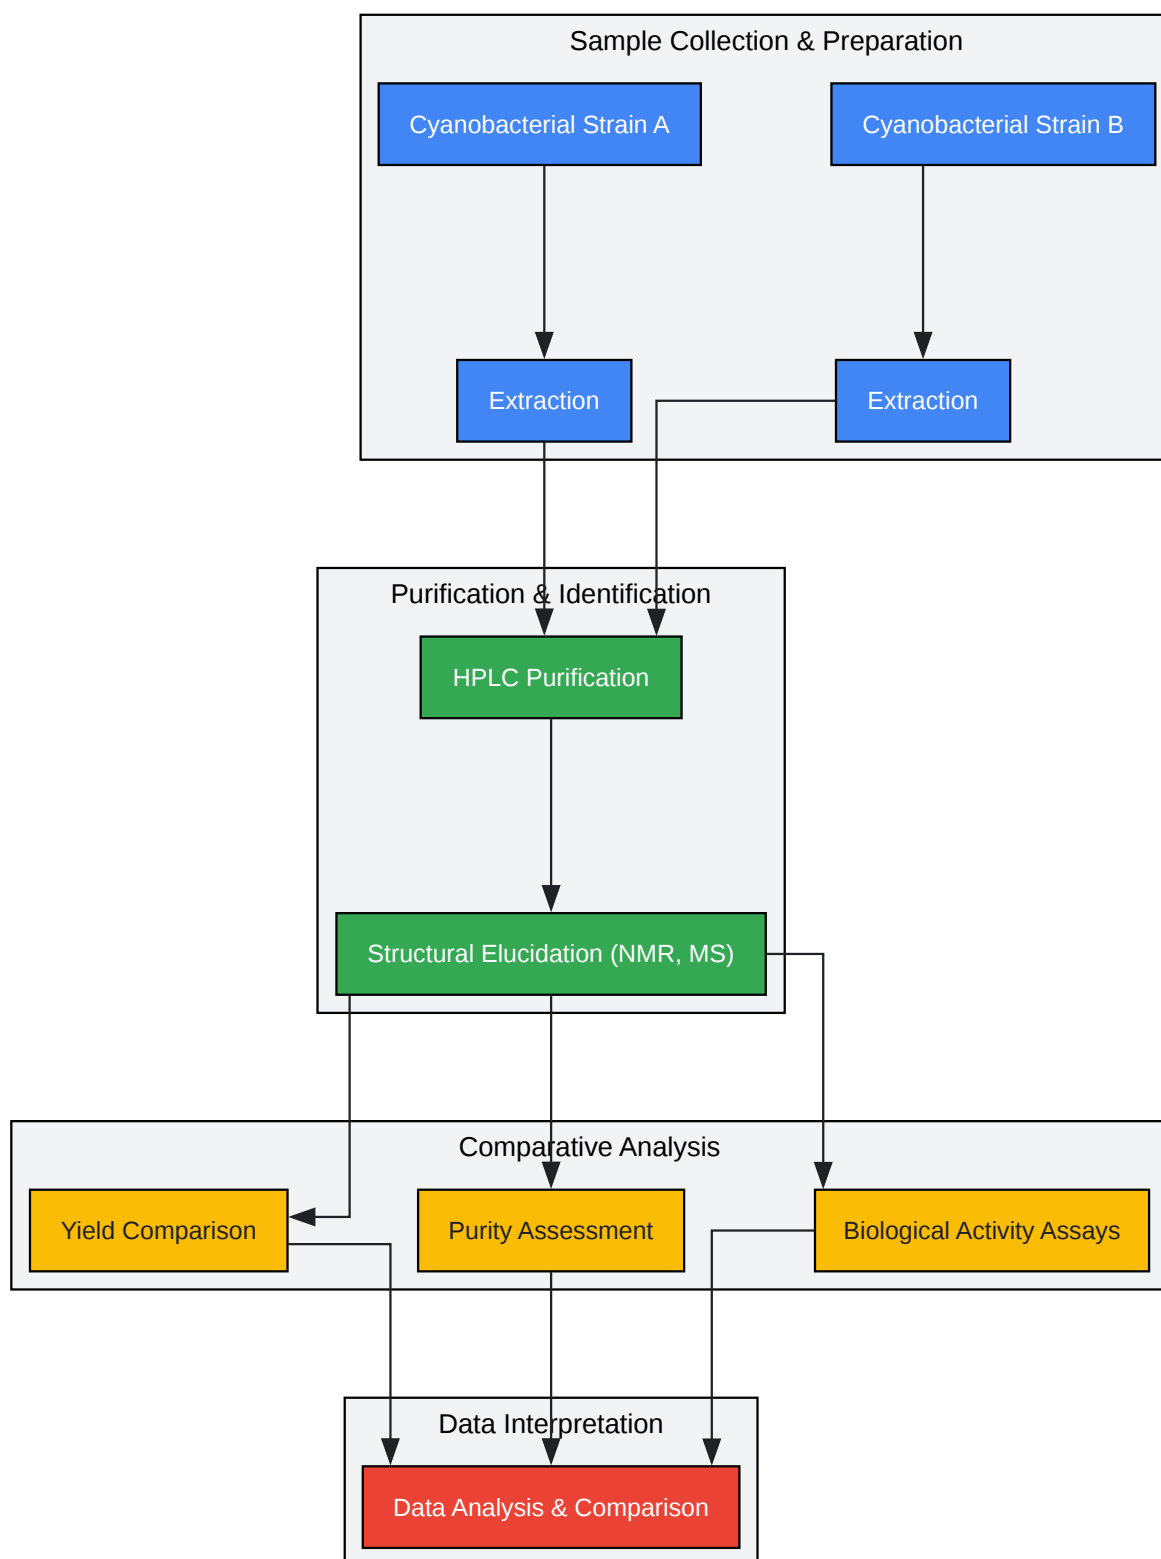 Sample Collection & Preparation
Cyanobacterial Strain A
Cyanobacterial Strain B
Extraction
Extraction
Purification & Identification
HPLC Purification
Structural Elucidation (NMR, MS)
Comparative Analysis
Yield Comparison
Purity Assessment
Biological Activity Assays
Data Interpretation
Data Analysis & Comparison